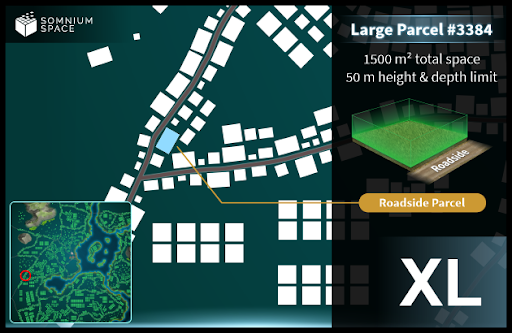 SOMNIUM
SPACE
Large Parcel #3384
1500 m² total space
50 m height & depth limit
Roadside
Roadside Parcel
XL